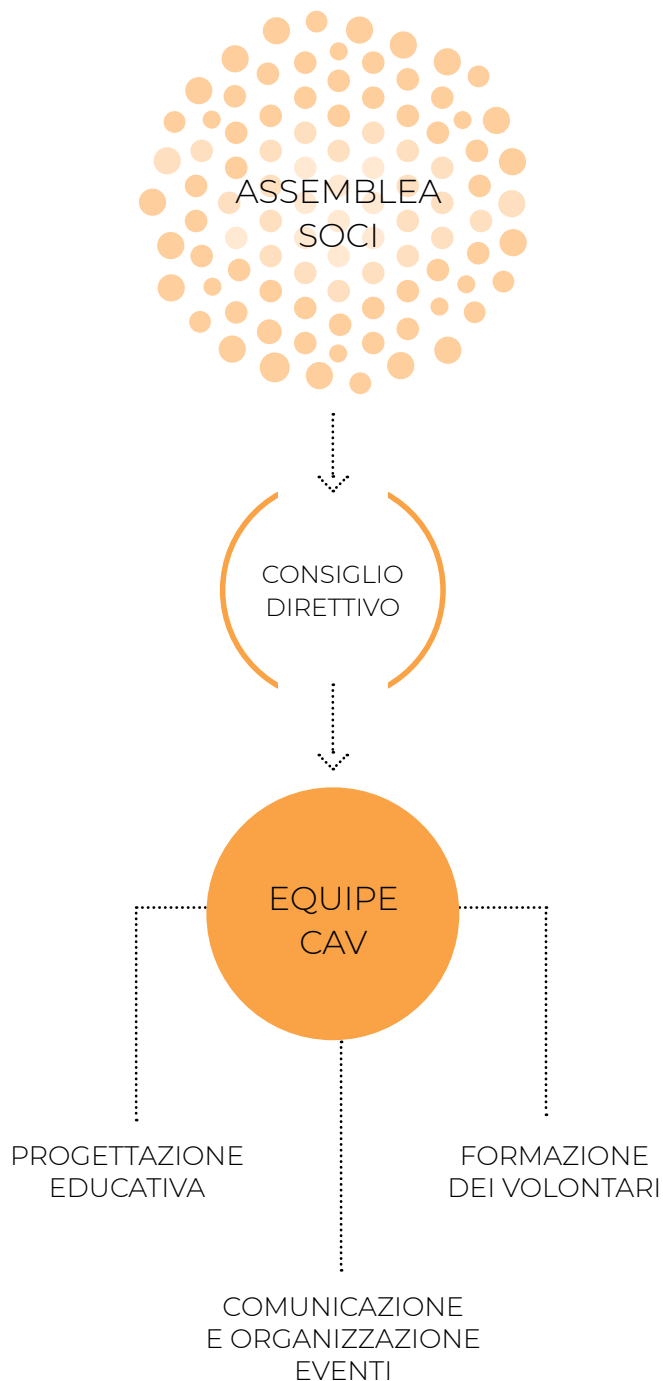 ASSEMBLEA
SOCI
CONSIGLIO
DIRETTIVO
EQUIPE
CAV
PROGETTAZIONE
EDUCATIVA
FORMAZIONE
DEI VOLONTARI
COMUNICAZIONE
E ORGANIZZAZIONE
EVENTI